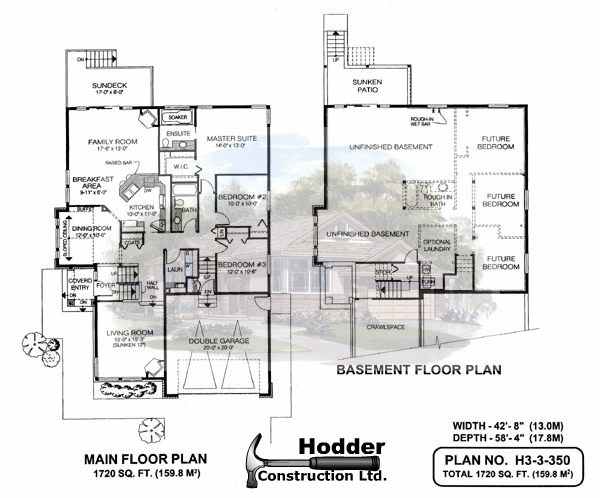 DN
SUNDECK
17'-0" x 8'-0"
SOAKER
ENSUITE
FAMILY ROOM
17'-6" x 13'-0"
MASTER SUITE
14'-0" x 13'-0"
RAISED BAR
W.I.C.
BREAKFAST
AREA
9'-11" x 6'-0"
DW
KITCHEN
10'-0" x 11'-0"
BATH
BEDROOM #2
10'-0" x 10'-0"
DINING ROOM
12'-0" x 10'-0"
SLOPED CEILING
COATS
LIN
LAUN
BEDROOM #3
12'-0" x 10'-6"
COVERD
ENTRY
FOYER
HALF
WALL
DN
LIVING ROOM
13'-0" x 15'-3"
(SUNKEN 12")
DOUBLE GARAGE
20'-0" x 20'-0"
MAIN FLOOR PLAN
1720 SQ. FT. (159.8 M²)
UP
SUNKEN
PATIO
ROUGH-IN
WET BAR
UNFINISHED BASEMENT
FUTURE
BEDROOM
ROUGH IN
BATH
FUTURE
BEDROOM
UNFINISHED BASEMENT
OPTIONAL
LAUNDRY
FUTURE
BEDROOM
STOR
UP
FURN
CRAWLSPACE
BASEMENT FLOOR PLAN
WIDTH - 42'- 8" (13.0M)
DEPTH - 58'- 4" (17.8M)
PLAN NO. H3-3-350
TOTAL 1720 SQ. FT. (159.8 M²)
Hodder
Construction Ltd.